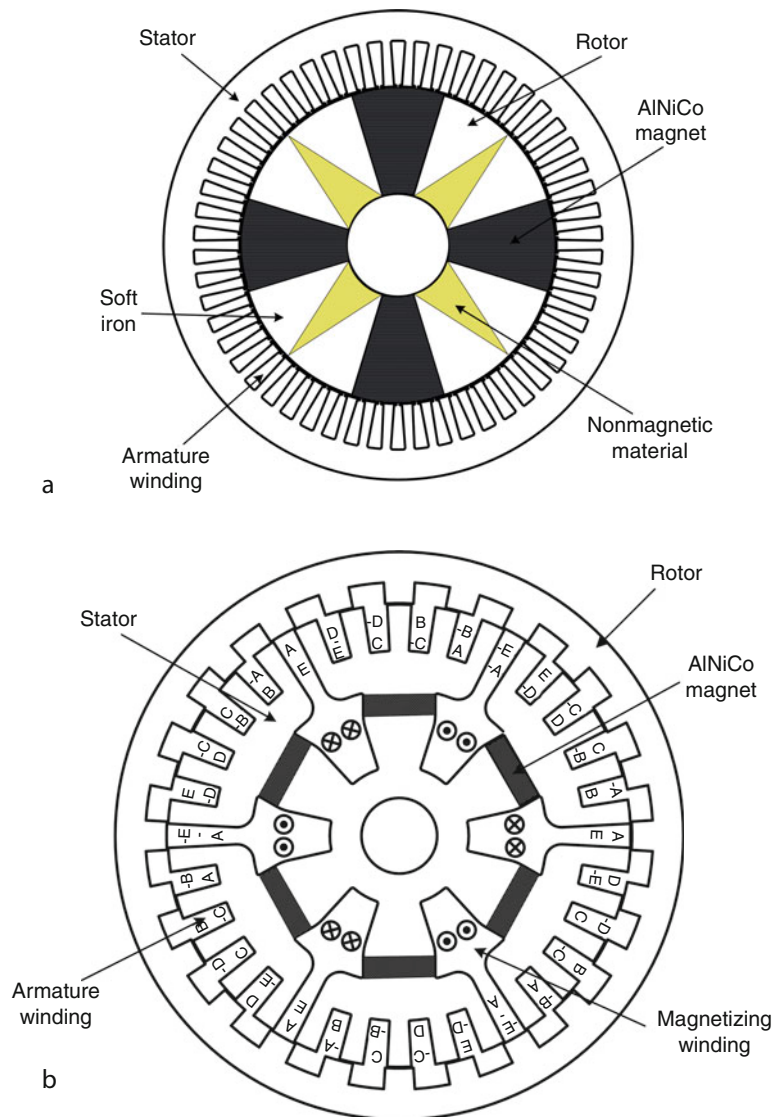 Stator
Rotor
AlNiCo
magnet
Soft
iron
Armature
winding
Nonmagnetic
material
a
Rotor
Stator
AlNiCo
magnet
A E
D -E
-D C
B -C
-B A
-E -A
E -D
-C D
C -B
-A B
A E
D -E
-D C
B -C
-B A
-E -A
E -D
-C D
C -B
-A B
A E
D -E
-D C
B -C
-B A
-E -A
E -D
-C D
C B
-A B
Armature
winding
Magnetizing
winding
b